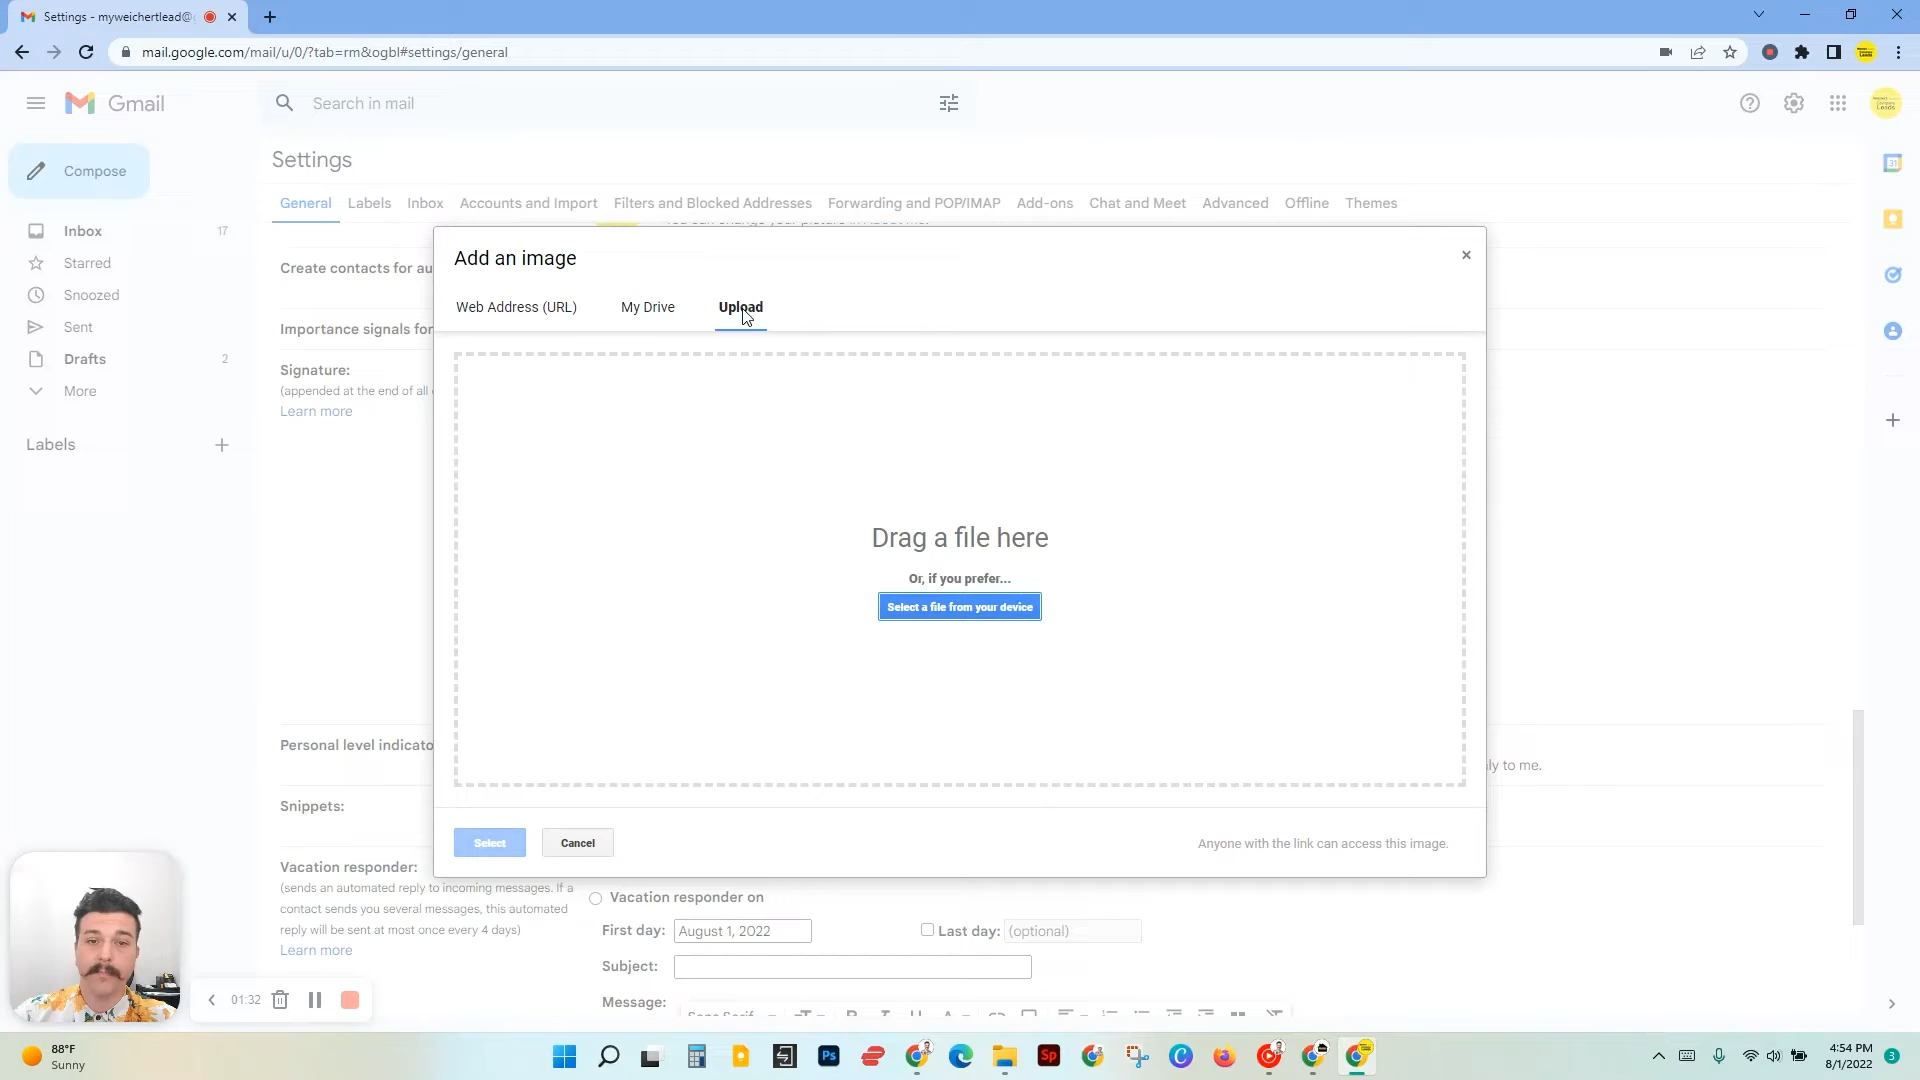 Settings - myweichertlead@
mail.google.com/mail/u/0/?tab=rm&ogbl#settings/general
Gmail
Search in mail
Compose
Inbox 17
Starred
Snoozed
Sent
Drafts 2
More
Labels
Settings
General Labels Inbox Accounts and Import Filters and Blocked Addresses Forwarding and POP/IMAP Add-ons Chat and Meet Advanced Offline Themes
Create contacts for au
Importance signals for
Signature:
(appended at the end of all
Learn more
Add an image
Web Address (URL) My Drive Upload
Drag a file here
Or, if you prefer...
Select a file from your device
Select Cancel Anyone with the link can access this image.
Personal level indicato
ly to me.
Snippets:
Vacation responder:
(sends an automated reply to incoming messages. If a
contact sends you several messages, this automated
reply will be sent at most once every 4 days)
Learn more
Vacation responder on
First day: August 1, 2022 Last day: (optional)
Subject:
Message:
Sans Serif
01:32
88°F
Sunny
Ps
Sp
4:54 PM
8/1/2022
3